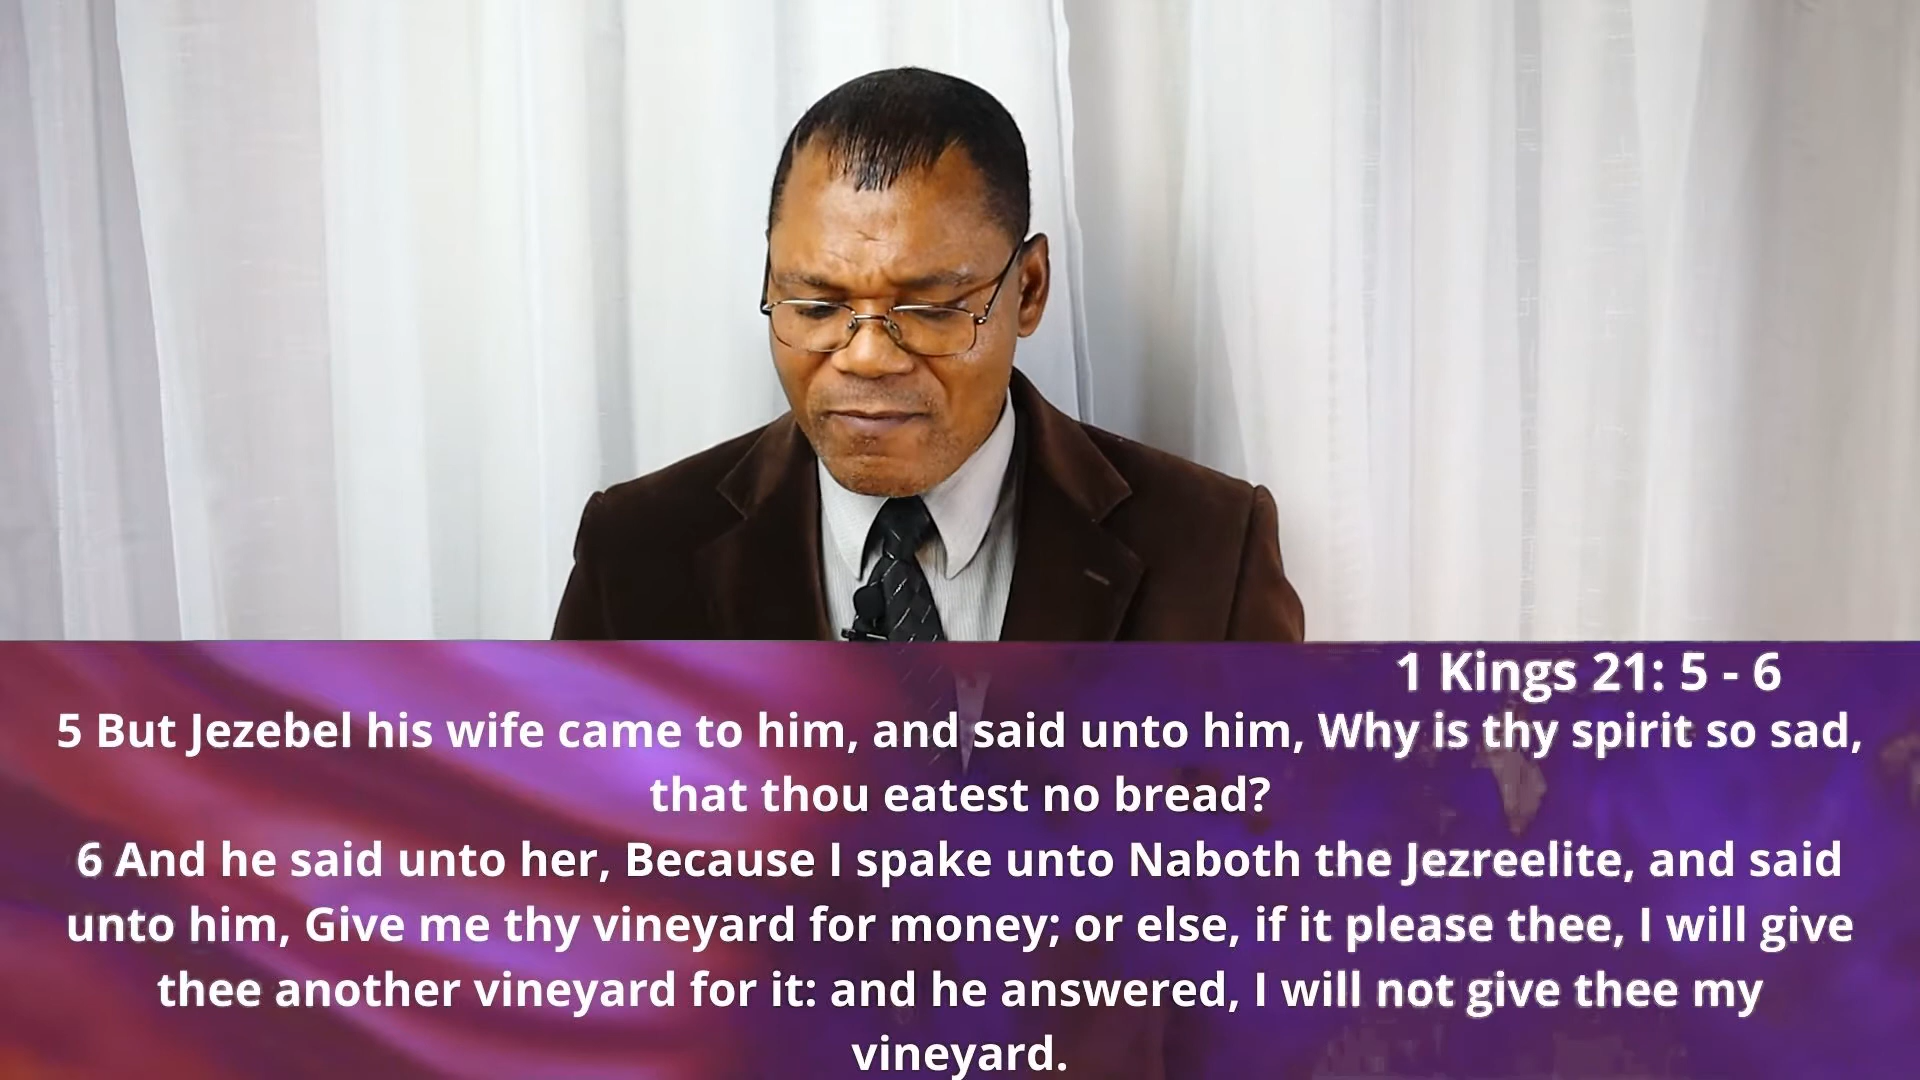 1 Kings 21: 5 - 6
5 But Jezebel his wife came to him, and said unto him, Why is thy spirit so sad,
that thou eatest no bread?
6 And he said unto her, Because I spake unto Naboth the Jezreelite, and said
unto him, Give me thy vineyard for money; or else, if it please thee, I will give
thee another vineyard for it: and he answered, I will not give thee my
vineyard.